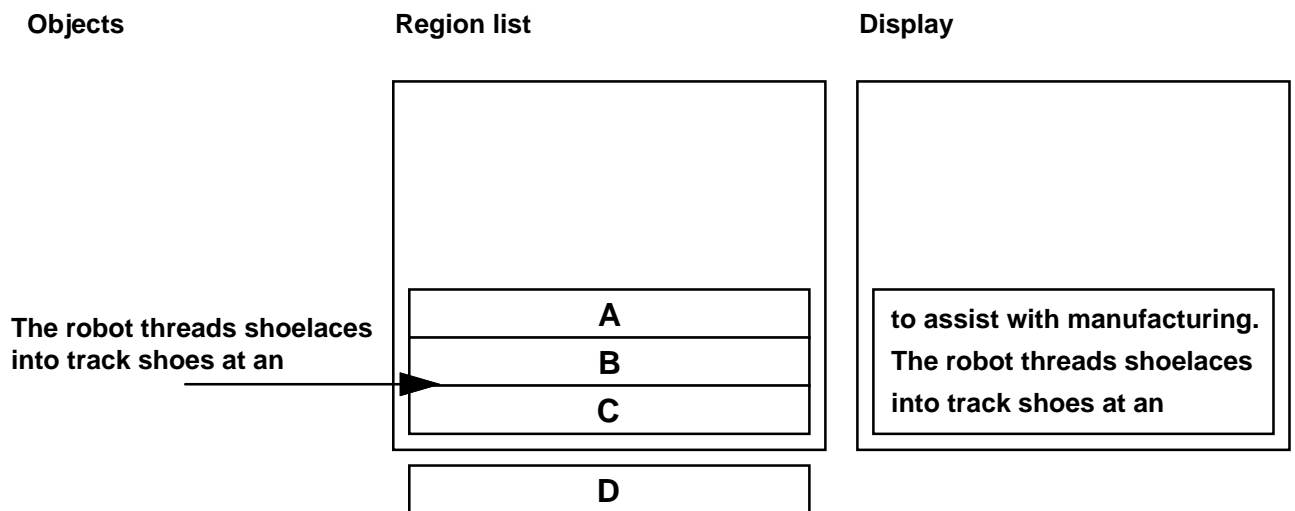 Objects
Region list
Display
The robot threads shoelaces
into track shoes at an
A
B
C
D
to assist with manufacturing.
The robot threads shoelaces
into track shoes at an